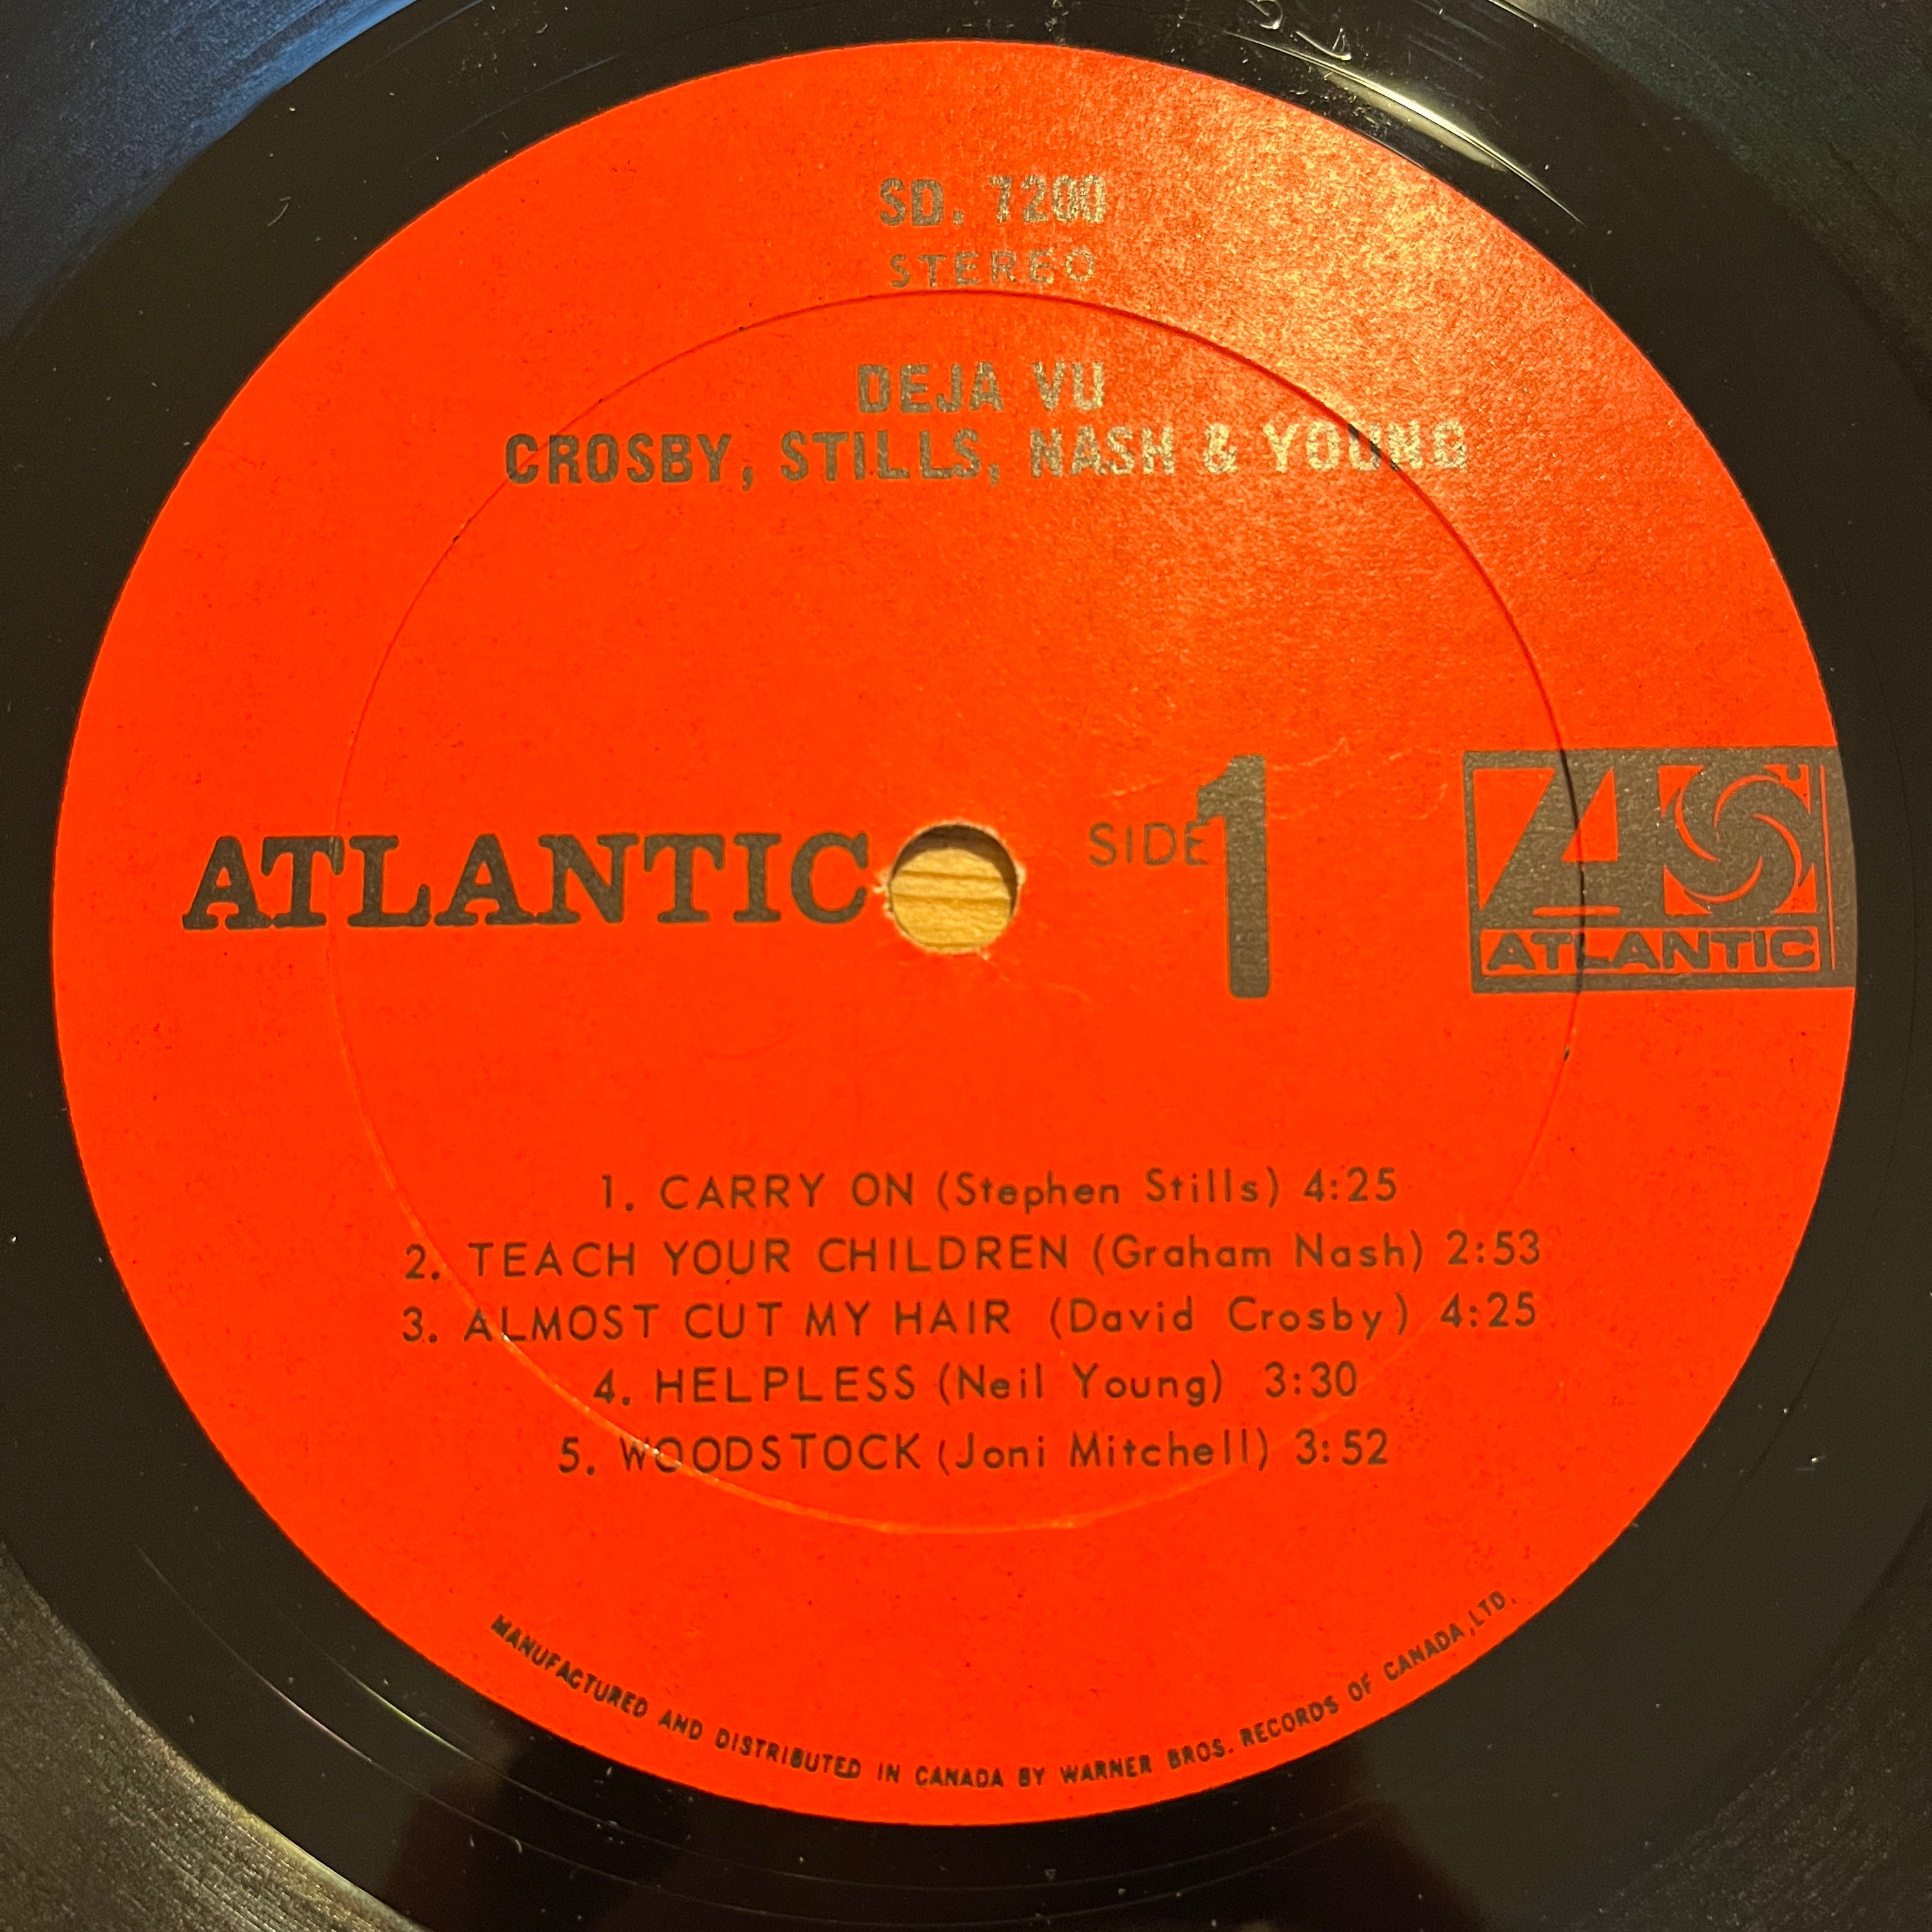 SD. 7200
STEREO
DEJA VU
CROSBY, STILLS, NASH & YOUNG
ATLANTIC
SIDE 1
ATLANTIC
1. CARRY ON (Stephen Stills) 4:25
2. TEACH YOUR CHILDREN (Graham Nash) 2:53
3. ALMOST CUT MY HAIR (David Crosby) 4:25
4. HELPLESS (Neil Young) 3:30
5. WOODSTOCK (Joni Mitchell) 3:52
MANUFACTURED AND DISTRIBUTED IN CANADA BY WARNER BROS. RECORDS OF CANADA, LTD.